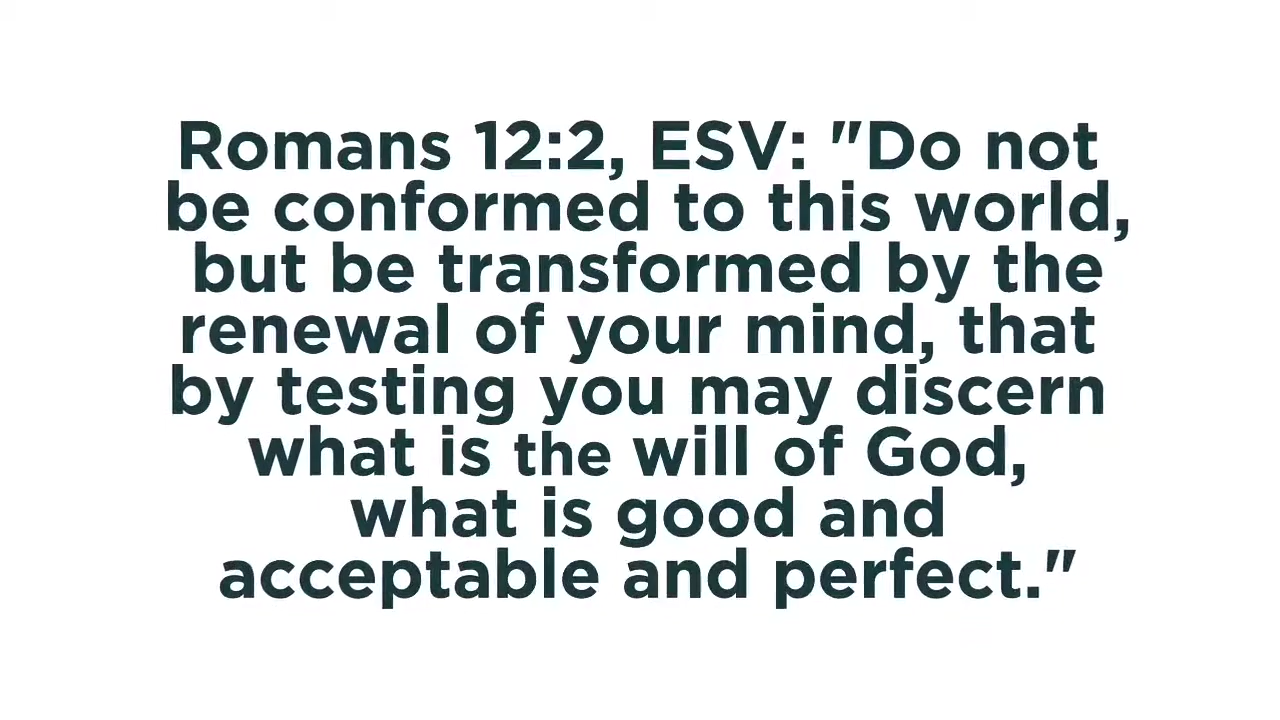 Romans 12:2, ESV: "Do not
be conformed to this world,
but be transformed by the
renewal of your mind, that
by testing you may discern
what is the will of God,
what is good and
acceptable and perfect."